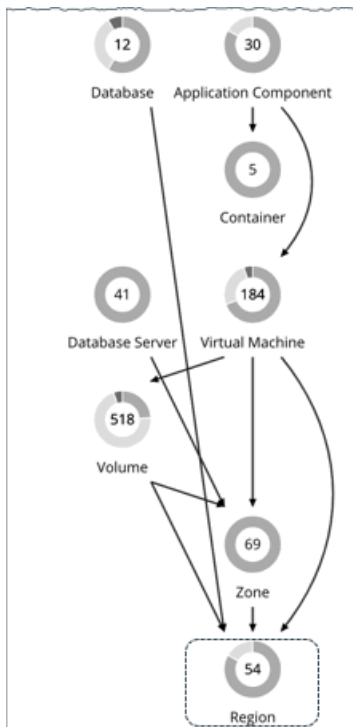 12
30
Database
Application Component
5
Container
41
184
Database Server
Virtual Machine
518
Volume
69
Zone
54
Region